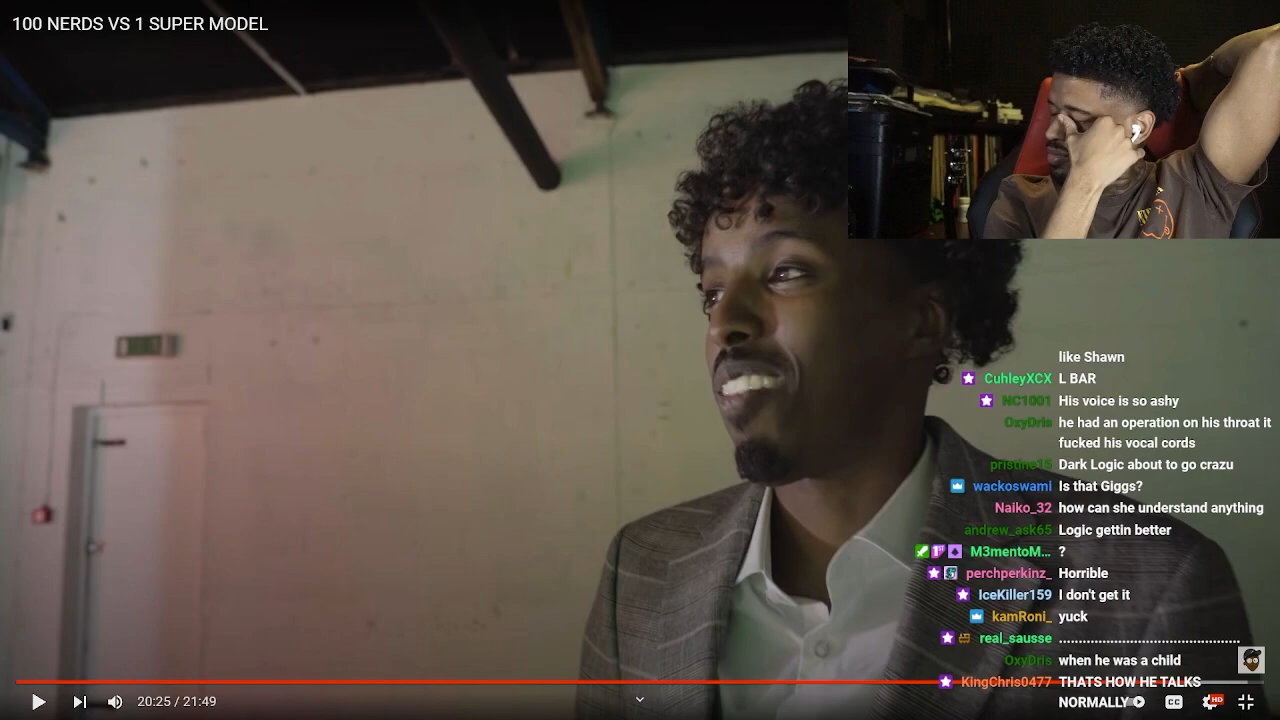 100 NERDS VS 1 SUPER MODEL
like Shawn
CuhleyXCX L BAR
NC1001 His voice is so ashy
OxyDris he had an operation on his throat it
fucked his vocal cords
pristine15 Dark Logic about to go crazu
wackoswami Is that Giggs?
Naiko_32 how can she understand anything
andrew_ask65 Logic gettin better
M3mentoM... ?
perchperkinz_ Horrible
IceKiller159 I don't get it
kamRoni_ yuck
real_sausse .............................................
OxyDris when he was a child
KingChris0477 THATS HOW HE TALKS
NORMALLY
20:25 / 21:49
CC
HD